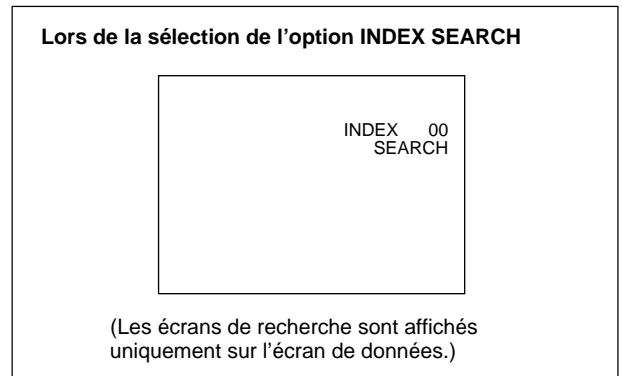 Lors de la sélection de l’option INDEX SEARCH
INDEX 00
SEARCH
(Les écrans de recherche sont affichés
uniquement sur l’écran de données.)